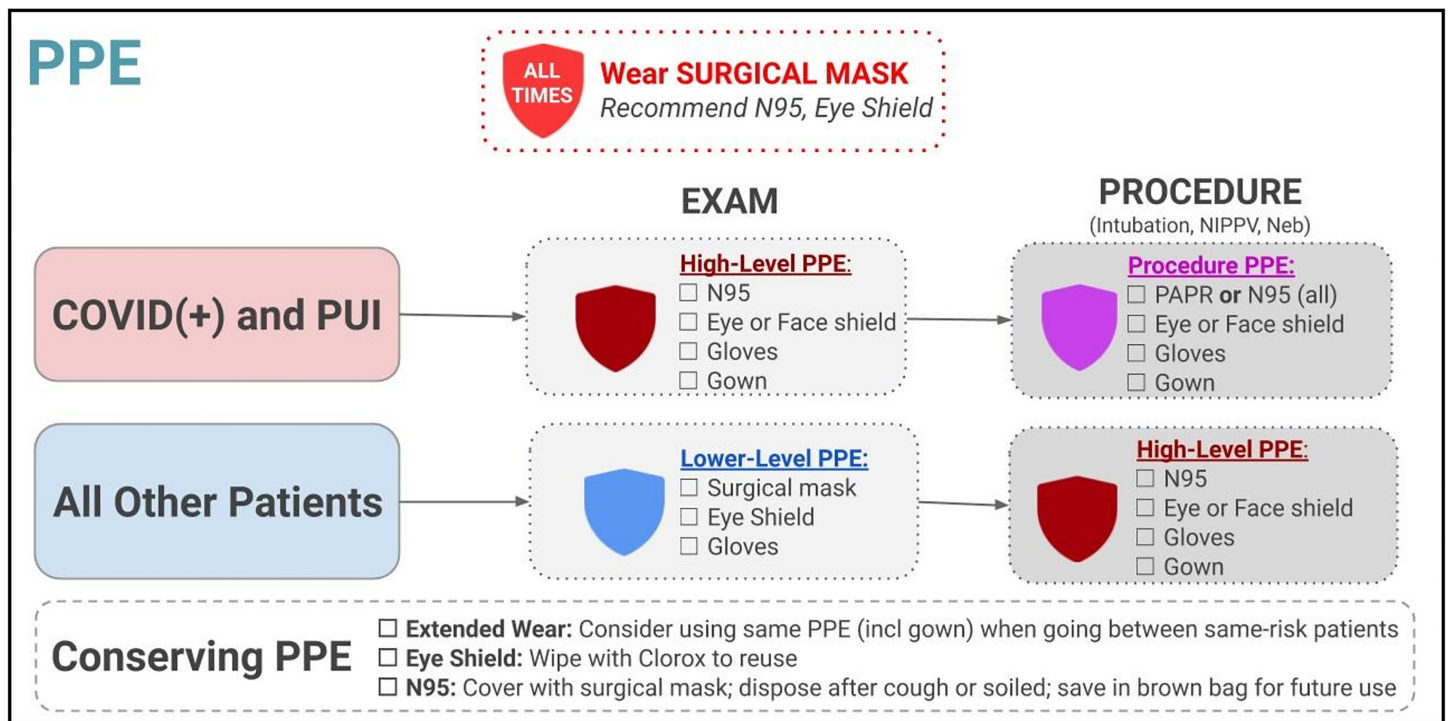 PPE
ALL
TIMES
Wear SURGICAL MASK
Recommend N95, Eye Shield
EXAM
PROCEDURE
(Intubation, NIPPV, Neb)
COVID(+) and PUI
High-Level PPE:
☐ N95
☐ Eye or Face shield
☐ Gloves
☐ Gown
Procedure PPE:
☐ PAPR or N95 (all)
☐ Eye or Face shield
☐ Gloves
☐ Gown
All Other Patients
Lower-Level PPE:
☐ Surgical mask
☐ Eye Shield
☐ Gloves
High-Level PPE:
☐ N95
☐ Eye or Face shield
☐ Gloves
☐ Gown
Conserving PPE
☐ Extended Wear: Consider using same PPE (incl gown) when going between same-risk patients
☐ Eye Shield: Wipe with Clorox to reuse
☐ N95: Cover with surgical mask; dispose after cough or soiled; save in brown bag for future use